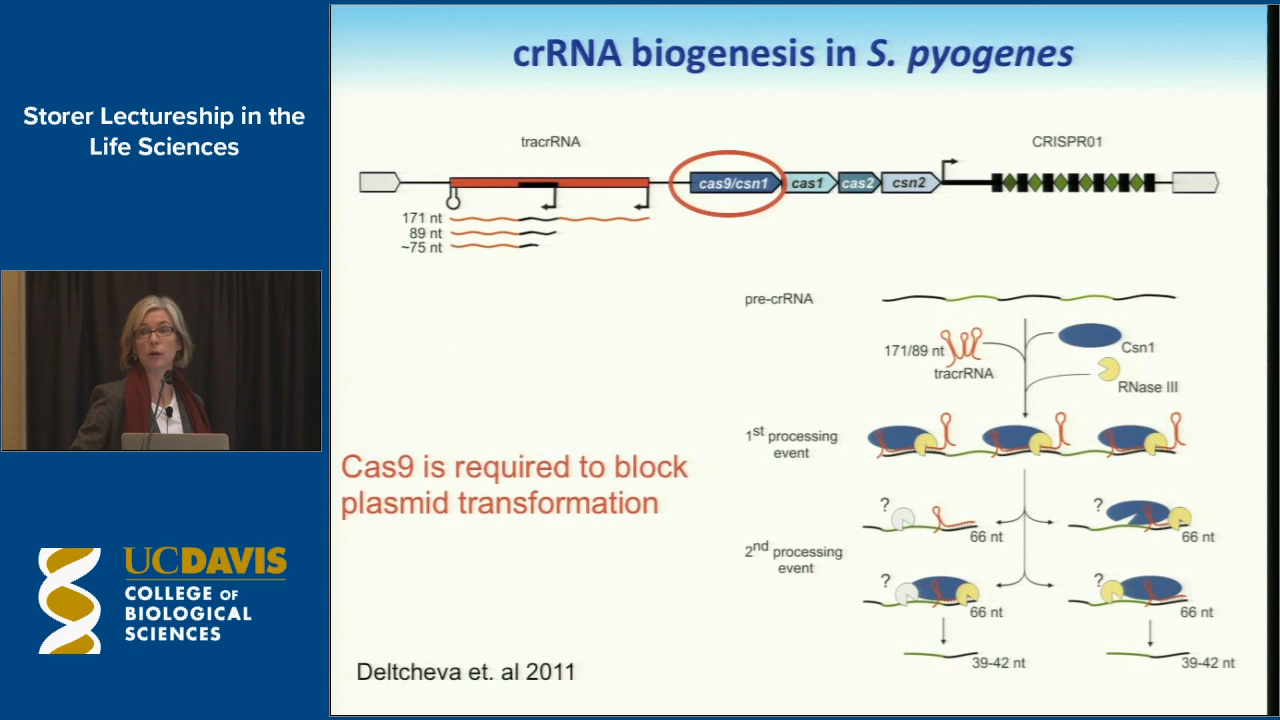 Storer Lectureship in the
Life Sciences
UCDAVIS
COLLEGE OF
BIOLOGICAL
SCIENCES
crRNA biogenesis in S. pyogenes
tracrRNA
CRISPR01
cas9/csn1
cas1
cas2
csn2
171 nt
89 nt
~75 nt
pre-crRNA
171/89 nt
tracrRNA
Csn1
RNase III
1st processing
event
Cas9 is required to block
plasmid transformation
?
66 nt
?
66 nt
2nd processing
event
?
66 nt
?
66 nt
39-42 nt
39-42 nt
Deltcheva et. al 2011